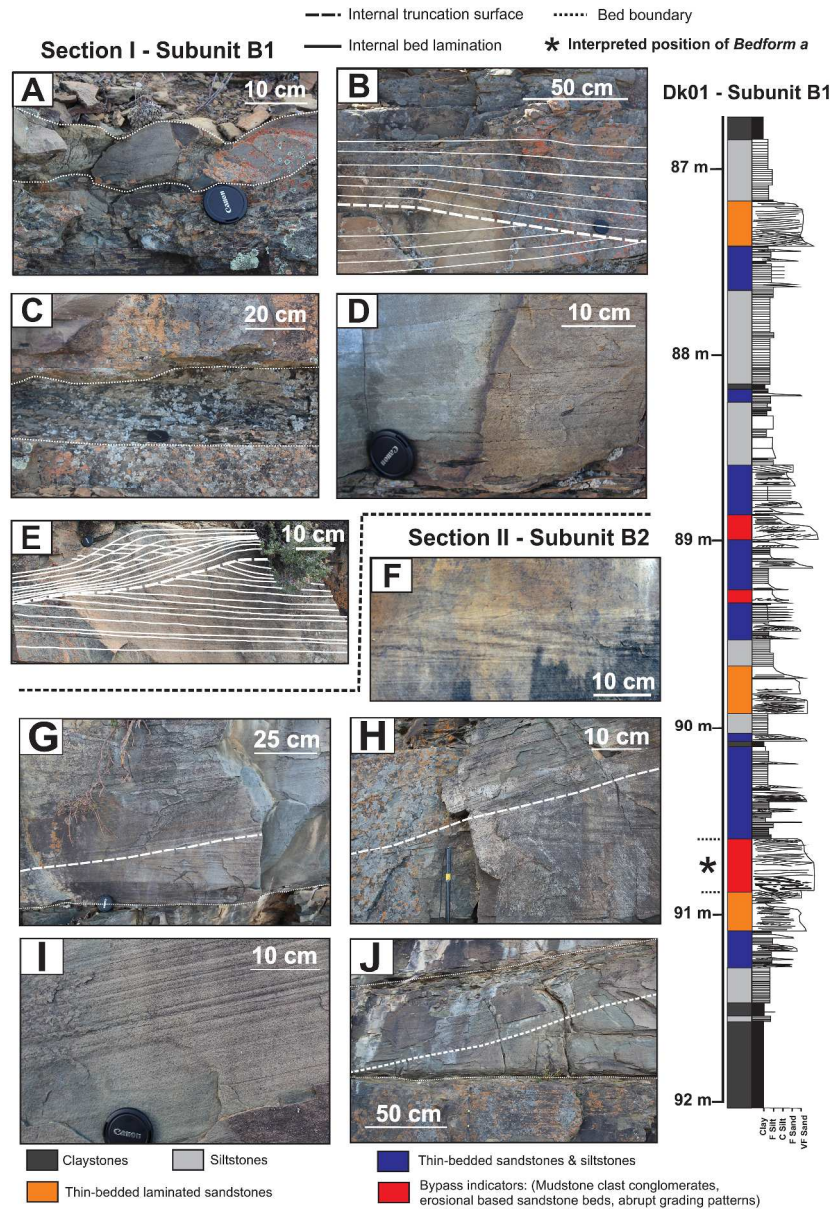 Internal truncation surface
Bed boundary
Section I - Subunit B1
Internal bed lamination
* Interpreted position of Bedform a
A
10 cm
B
50 cm
Dk01 - Subunit B1
Canon
87 m
C
20 cm
D
10 cm
88 m
E
10 cm
Section II - Subunit B2
F
10 cm
89 m
G
25 cm
H
10 cm
90 m
*
91 m
I
10 cm
Canon
J
50 cm
92 m
Clay
F Silt
C Silt
F Sand
VF Sand
Claystones
Siltstones
Thin-bedded sandstones & siltstones
Thin-bedded laminated sandstones
Bypass indicators: (Mudstone clast conglomerates,
erosional based sandstone beds, abrupt grading patterns)